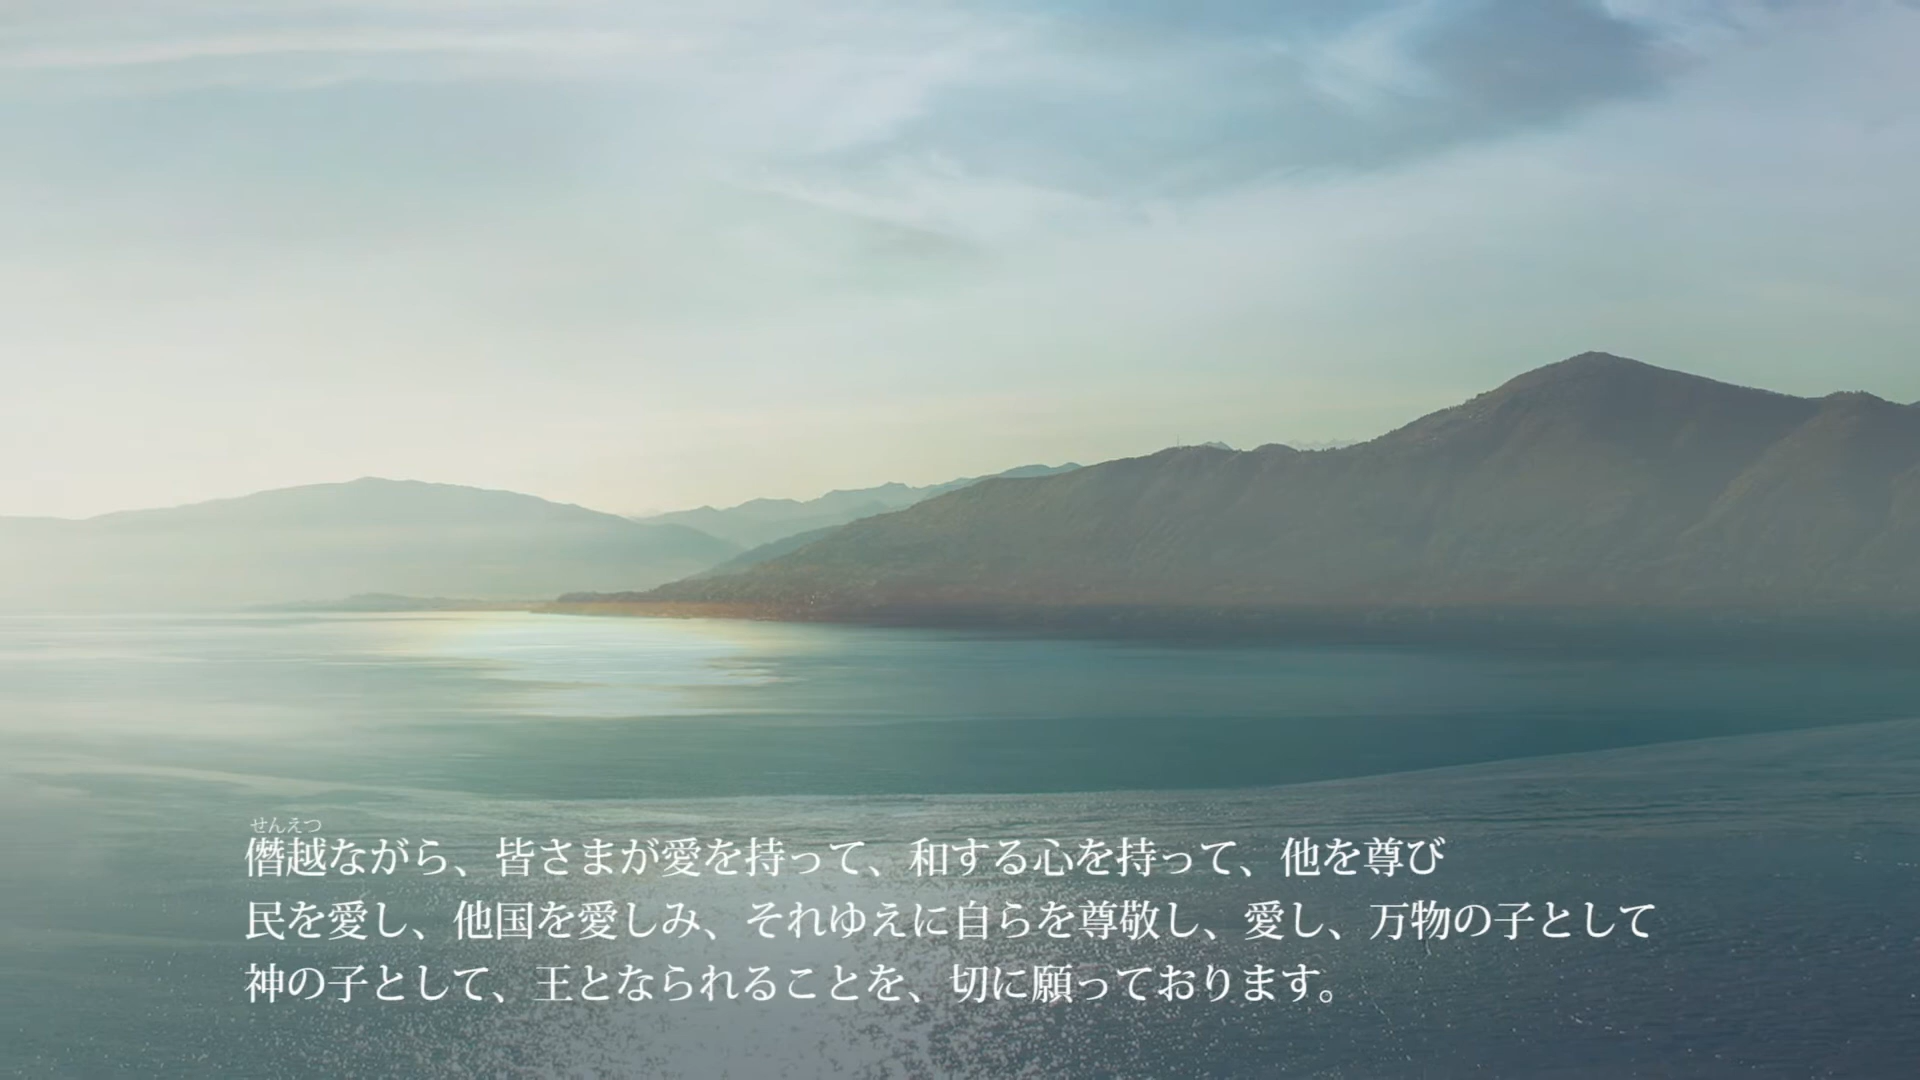 せんえつ
僭越ながら、皆さまが愛を持って、和する心を持って、他を尊び
民を愛し、他国を愛しみ、それゆえに自らを尊敬し、愛し、万物の子として
神の子として、王となられることを、切に願っております。